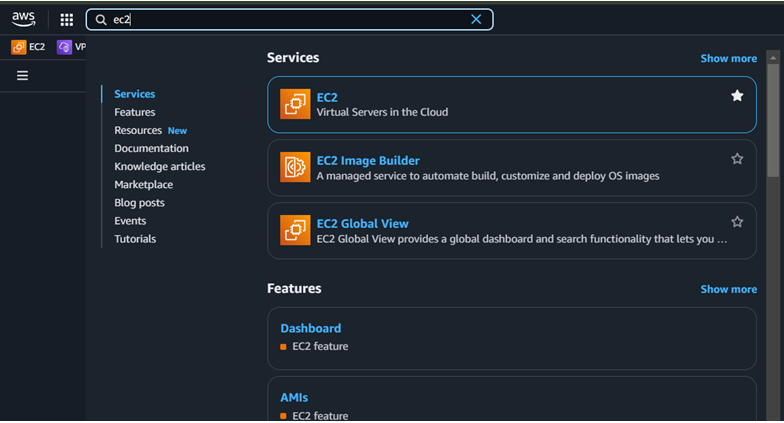 aws
ec2
EC2
VP
Services
Show more
Services
Features
Resources New
Documentation
Knowledge articles
Marketplace
Blog posts
Events
Tutorials
EC2
Virtual Servers in the Cloud
EC2 Image Builder
A managed service to automate build, customize and deploy OS images
EC2 Global View
EC2 Global View provides a global dashboard and search functionality that lets you ...
Features
Show more
Dashboard
EC2 feature
AMIs
EC2 feature